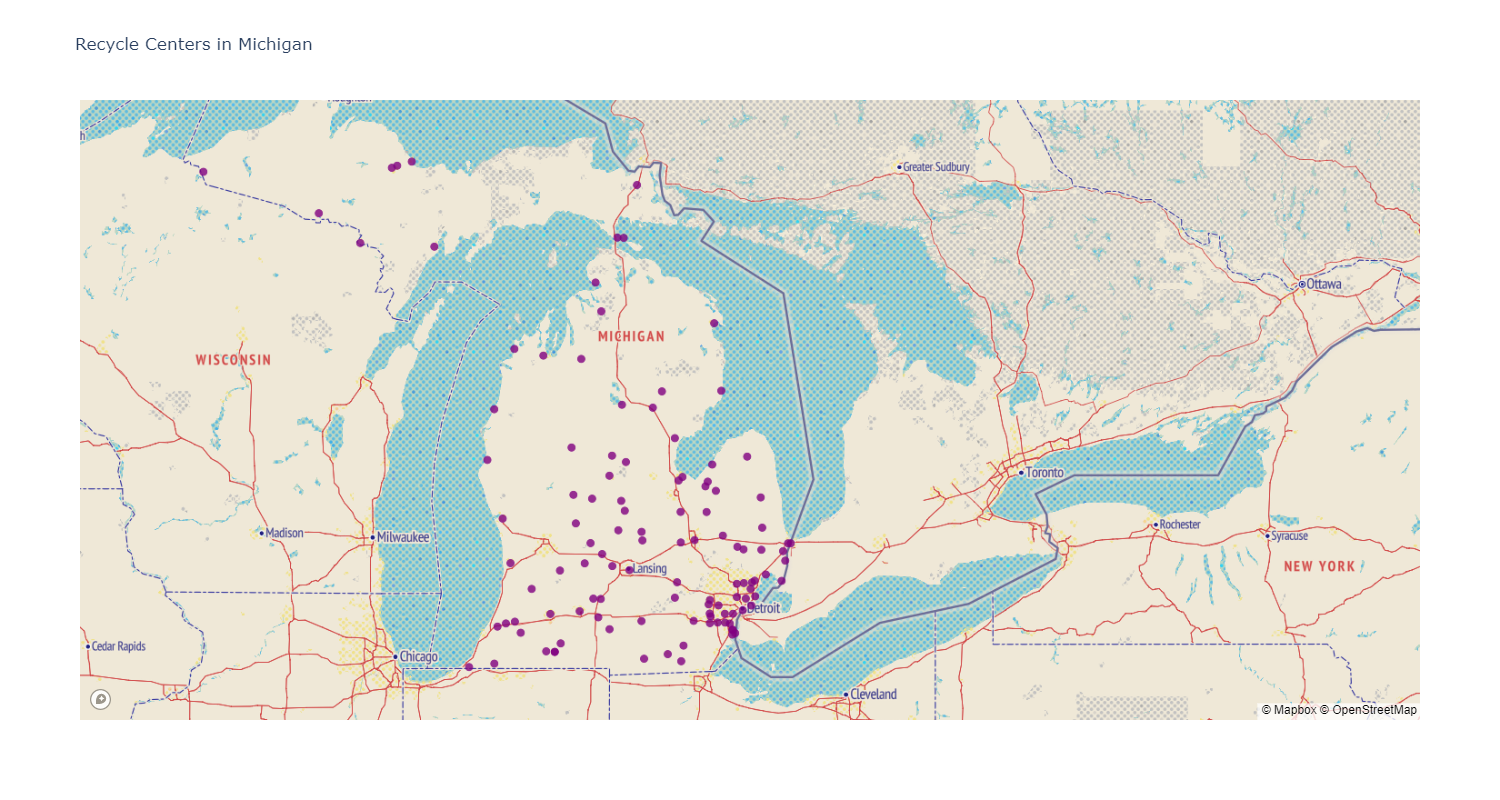 Recycle Centers in Michigan
Greater Sudbury
Ottawa
MICHIGAN
WISCONSIN
Toronto
Madison
Milwaukee
Rochester
Syracuse
Lansing
NEW YORK
Detroit
Cedar Rapids
Chicago
Cleveland
© Mapbox © OpenStreetMap